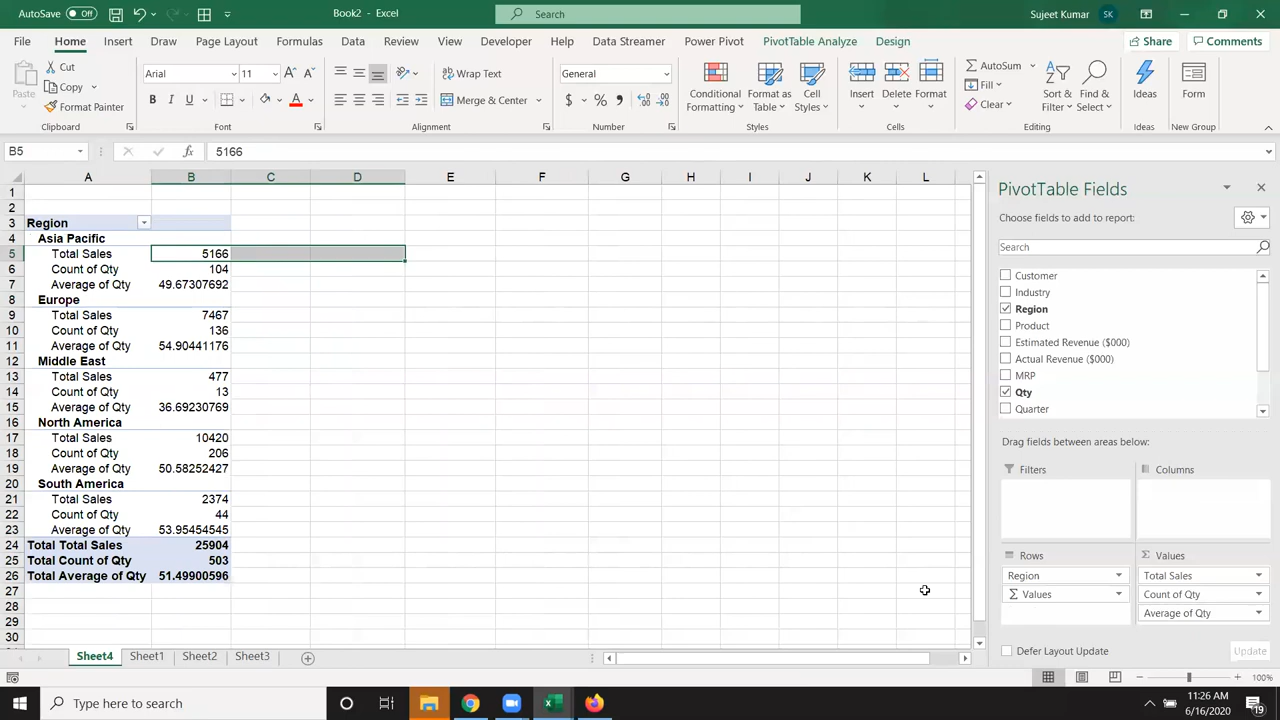 AutoSave Off Book2 - Excel Search Sujeet Kumar SK
File Home Insert Draw Page Layout Formulas Data Review View Developer Help Data Streamer Power Pivot PivotTable Analyze Design Share Comments
Paste Cut Copy Format Painter Clipboard
Arial 11 B I U A Font
Wrap Text Merge & Center Alignment
General $ % , Number
Conditional Formatting Format as Table Cell Styles Styles
Insert Delete Format Cells
AutoSum Fill Clear Sort & Filter Find & Select Editing
Ideas Ideas
Form New Group
B5 fx 5166
A B C D E F G H I J K L
1
2
3 Region
4 Asia Pacific
5 Total Sales 5166
6 Count of Qty 104
7 Average of Qty 49.67307692
8 Europe
9 Total Sales 7467
10 Count of Qty 136
11 Average of Qty 54.90441176
12 Middle East
13 Total Sales 477
14 Count of Qty 13
15 Average of Qty 36.69230769
16 North America
17 Total Sales 10420
18 Count of Qty 206
19 Average of Qty 50.58252427
20 South America
21 Total Sales 2374
22 Count of Qty 44
23 Average of Qty 53.95454545
24 Total Total Sales 25904
25 Total Count of Qty 503
26 Total Average of Qty 51.49900596
27
28
29
30
PivotTable Fields
Choose fields to add to report:
Search
Customer
Industry
Region
Product
Estimated Revenue ($000)
Actual Revenue ($000)
MRP
Qty
Quarter
Drag fields between areas below:
Filters Columns
Rows Σ Values
Region Total Sales
Σ Values Count of Qty
Average of Qty
Defer Layout Update Update
Sheet4 Sheet1 Sheet2 Sheet3
100%
Type here to search
11:26 AM
6/16/2020
19